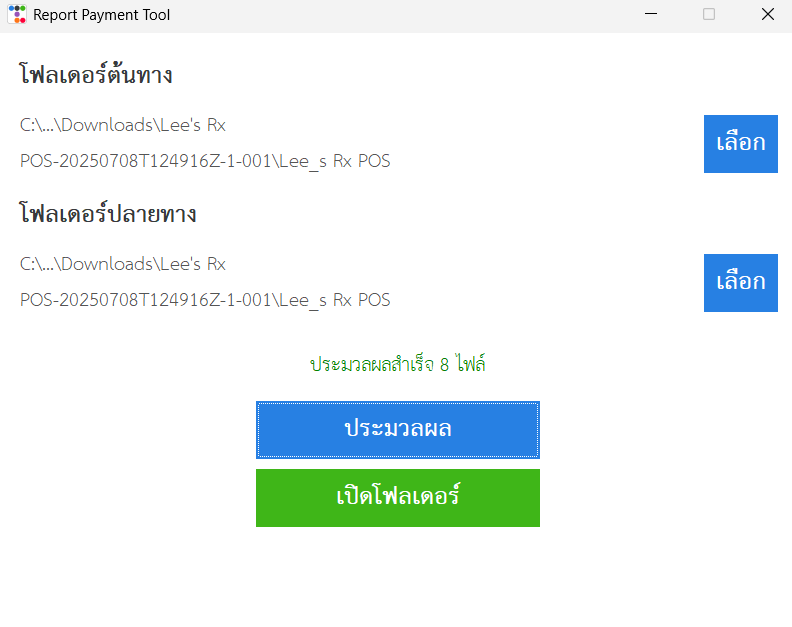 Report Payment Tool
โฟลเดอร์ต้นทาง
C:\...\Downloads\Lee's Rx
POS-20250708T124916Z-1-001\Lee_s Rx POS
เลือก
โฟลเดอร์ปลายทาง
C:\...\Downloads\Lee's Rx
POS-20250708T124916Z-1-001\Lee_s Rx POS
เลือก
ประมวลผลสำเร็จ 8 ไฟล์
ประมวลผล
เปิดโฟลเดอร์